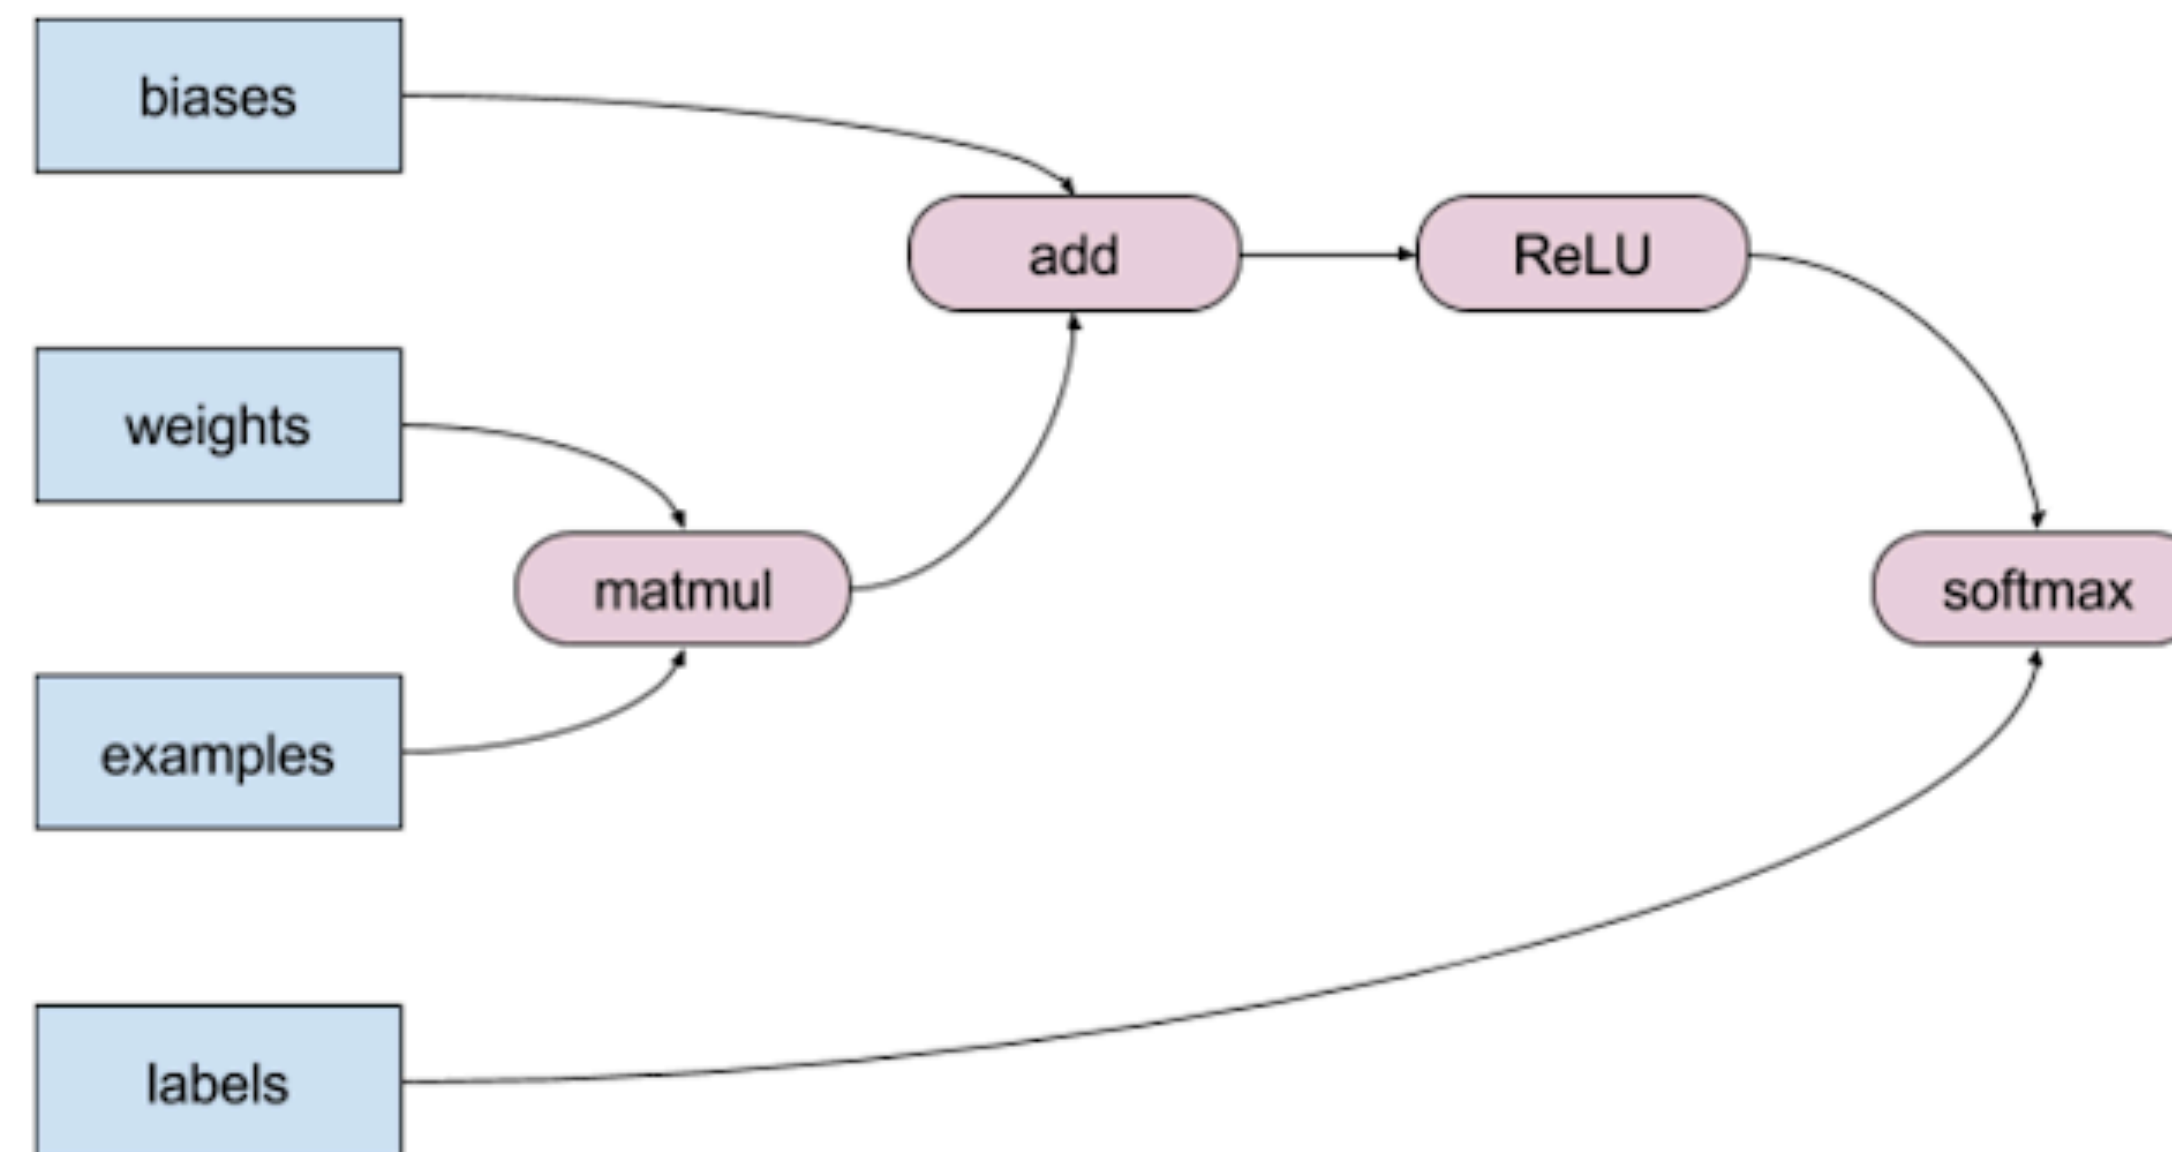 biases
add
ReLU
weights
matmul
softmax
examples
labels